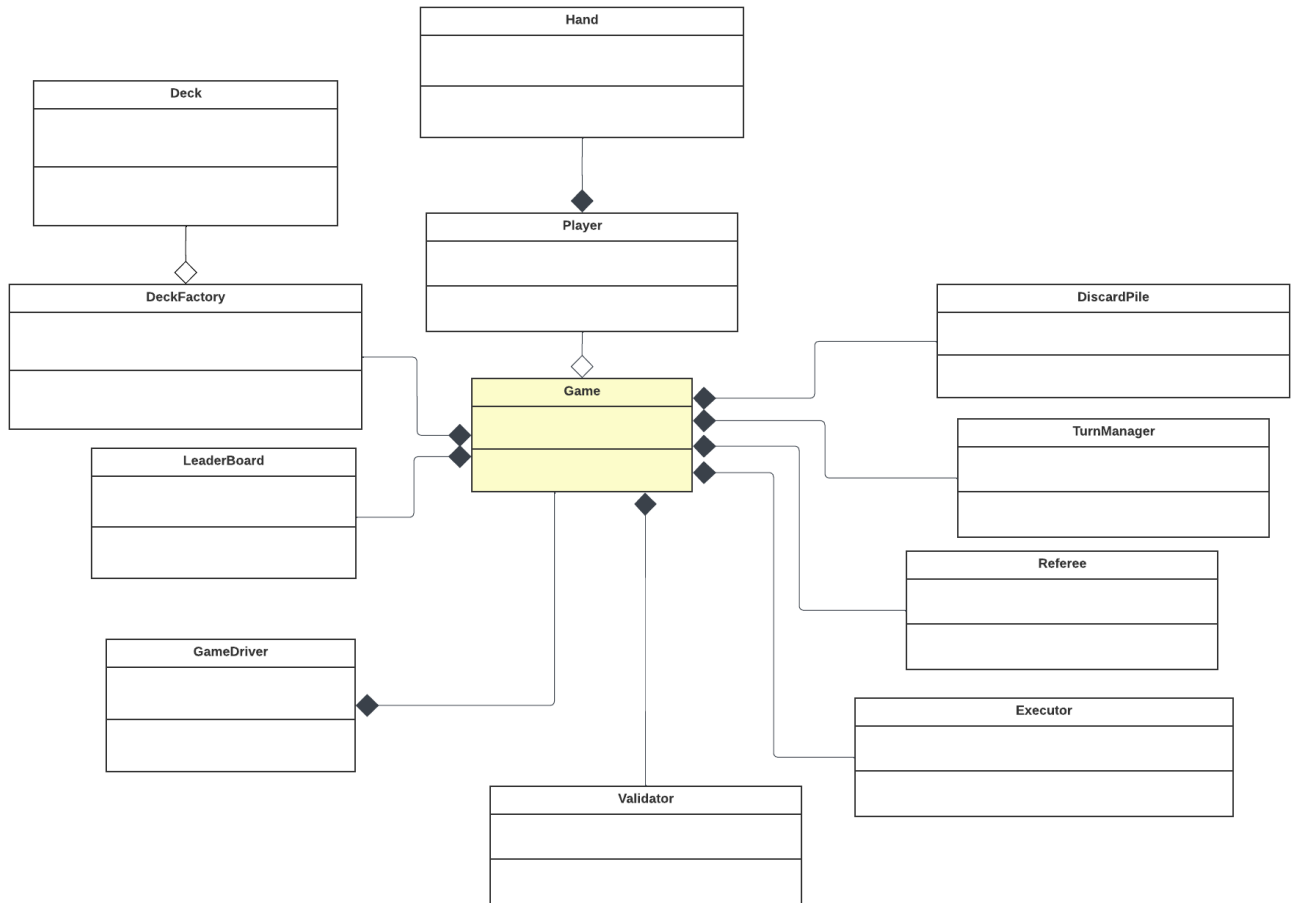 Hand
Deck
Player
DeckFactory
DiscardPile
Game
TurnManager
LeaderBoard
Referee
GameDriver
Executor
Validator